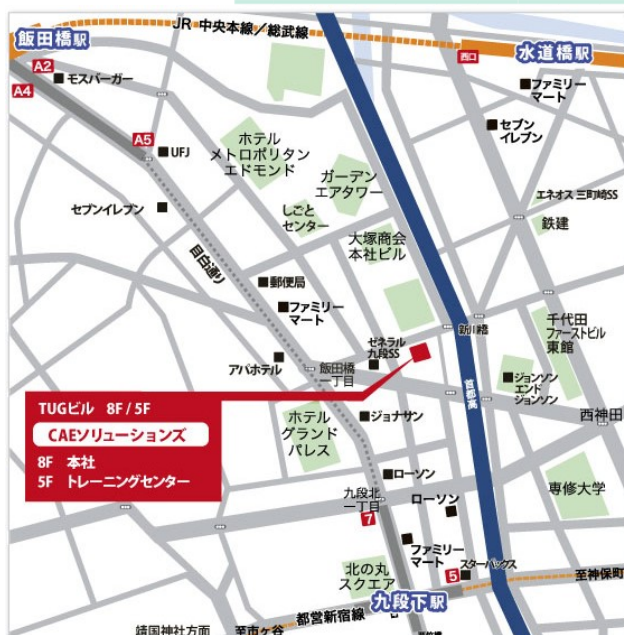 JR 中央本線／総武線
飯田橋駅
水道橋駅
西口
A2
モスバーガー
A4
ファミリー
マート
A5
UFJ
ホテル
メトロポリタン
エドモンド
セブン
イレブン
ガーデン
エアタワー
エネオス 三崎町SS
セブンイレブン
しごと
センター
鉄建
大塚商会
本社ビル
目白通り
郵便局
ファミリー
マート
新川橋
千代田
ファーストビル
東館
ゼネラル
九段SS
アパホテル
飯田橋
一丁目
ジョンソン
エンド
ジョンソン
首都高
TUGビル 8F / 5F
CAEソリューションズ
8F 本社
5F トレーニングセンター
ホテル
グランド
パレス
ジョナサン
西神田
ローソン
九段北
一丁目
ローソン
専修大学
7
ファミリー
マート
北の丸
スクエア
5
スターバックス
至神保町
九段下駅
都営新宿線
靖国神社方面
至市ヶ谷